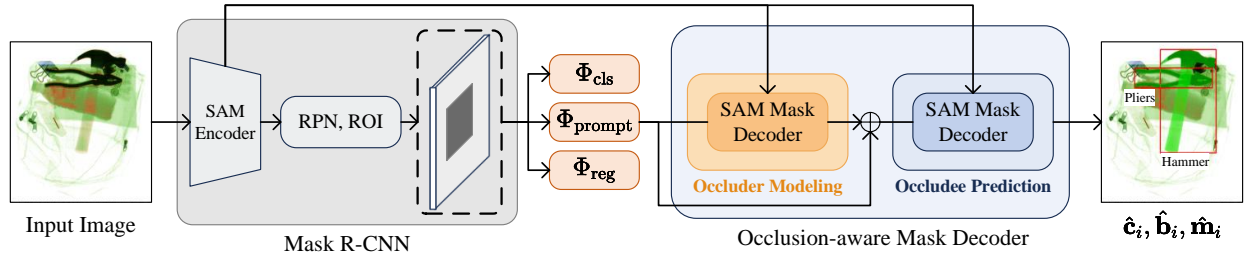 Input Image
SAM
Encoder
RPN, ROI
Mask R-CNN
Φcls
Φprompt
Φreg
SAM Mask
Decoder
Occluder Modeling
SAM Mask
Decoder
Occludee Prediction
Occlusion-aware Mask Decoder
Pliers
Hammer
ĉᵢ, b̂ᵢ, m̂ᵢ